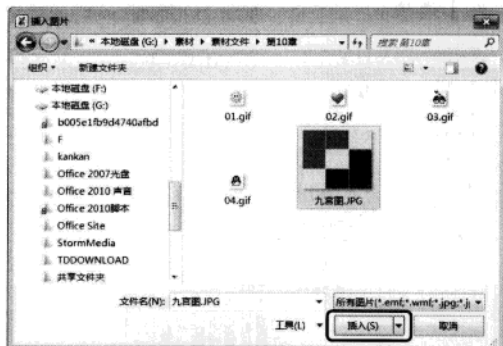 插入图片
« 本地磁盘 (G:) ▸ 素材 ▸ 素材文件 ▸ 第10章
搜索 第10章
组织 新建文件夹
本地磁盘 (F:)
本地磁盘 (G:)
b005e1fb9d4740afbd
F
kankan
Office 2007光盘
Office 2010 声音
Office 2010脚本
Office Site
StormMedia
TDDOWNLOAD
共享文件夹
01.gif 02.gif 03.gif
04.gif 九宫图.JPG
文件名(N): 九宫图.JPG 所有图片(*.emf;*.wmf;*.jpg;*.j
工具(L) 插入(S) 取消